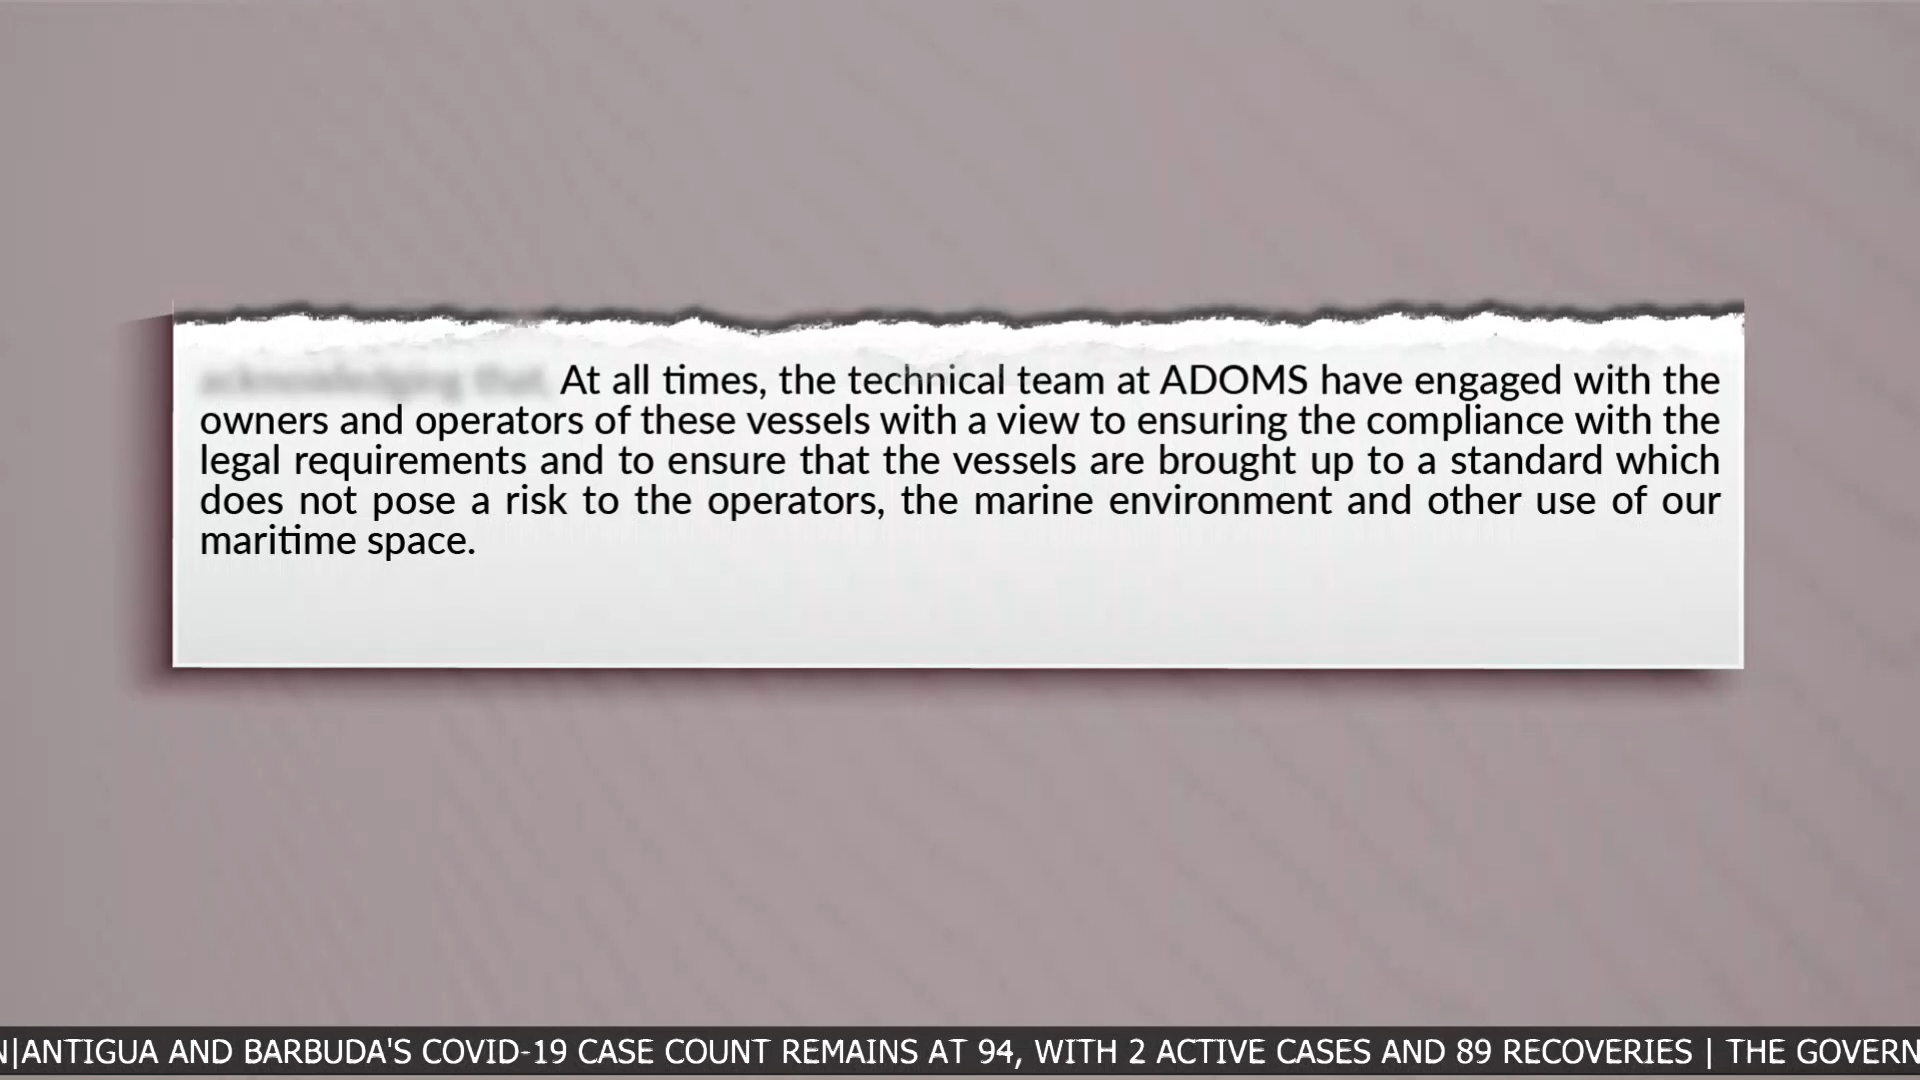 At all times, the technical team at ADOMS have engaged with the
owners and operators of these vessels with a view to ensuring the compliance with the
legal requirements and to ensure that the vessels are brought up to a standard which
does not pose a risk to the operators, the marine environment and other use of our
maritime space.
N|ANTIGUA AND BARBUDA'S COVID-19 CASE COUNT REMAINS AT 94, WITH 2 ACTIVE CASES AND 89 RECOVERIES | THE GOVERN